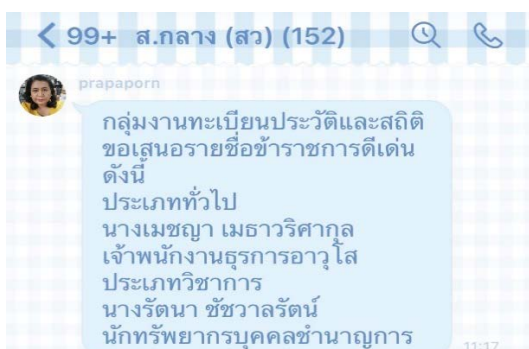 99+ ส.กลาง (สว) (152)
prapaporn
กลุ่มงานทะเบียนประวัติและสถิติ
ขอเสนอรายชื่อข้าราชการดีเด่น
ดังนี้
ประเภททั่วไป
นางเมชญา เมธาวริศากุล
เจ้าพนักงานธุรการอาวุโส
ประเภทวิชาการ
นางรัตนา ชัชวาลรัตน์
นักทรัพยากรบุคคลชำนาญการ
11:17